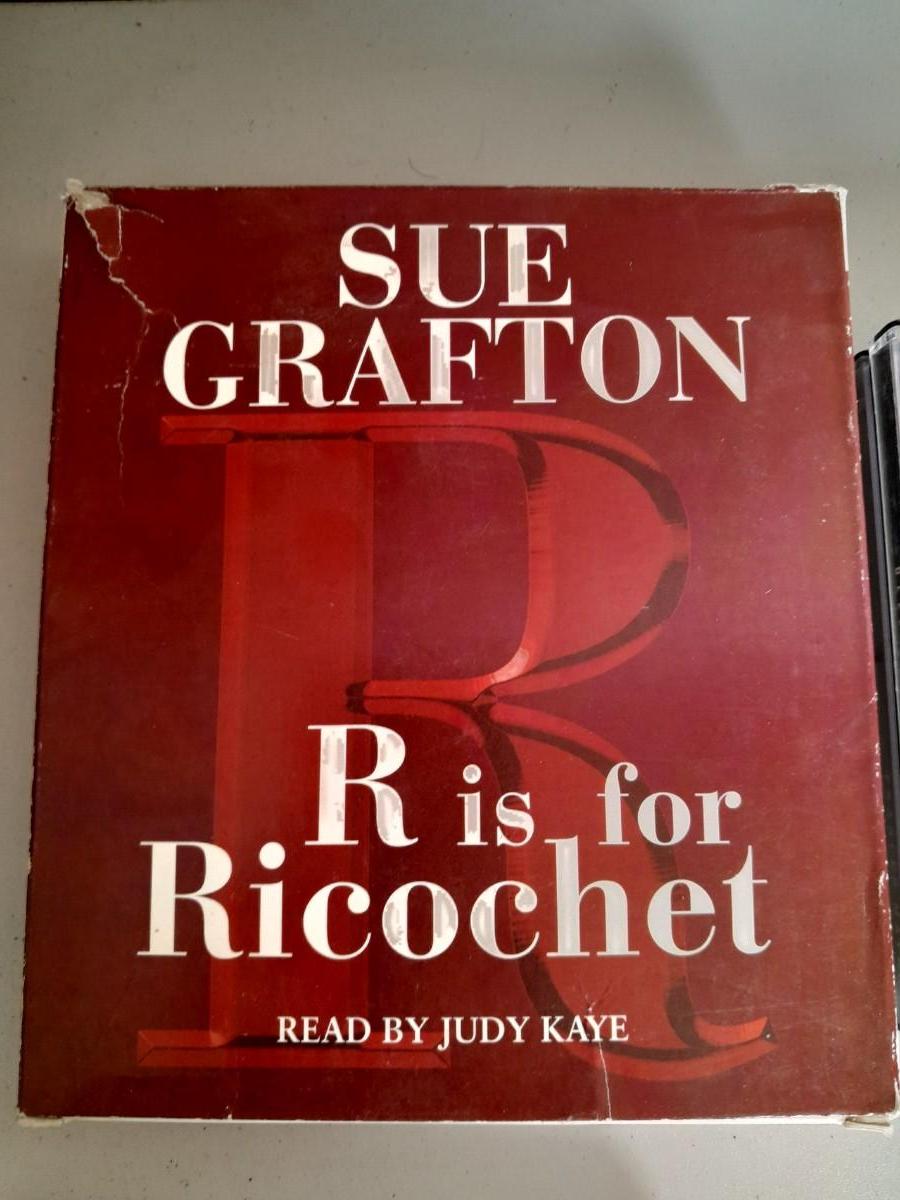 SUE
GRAFTON
R
R is for
Ricochet
READ BY JUDY KAYE